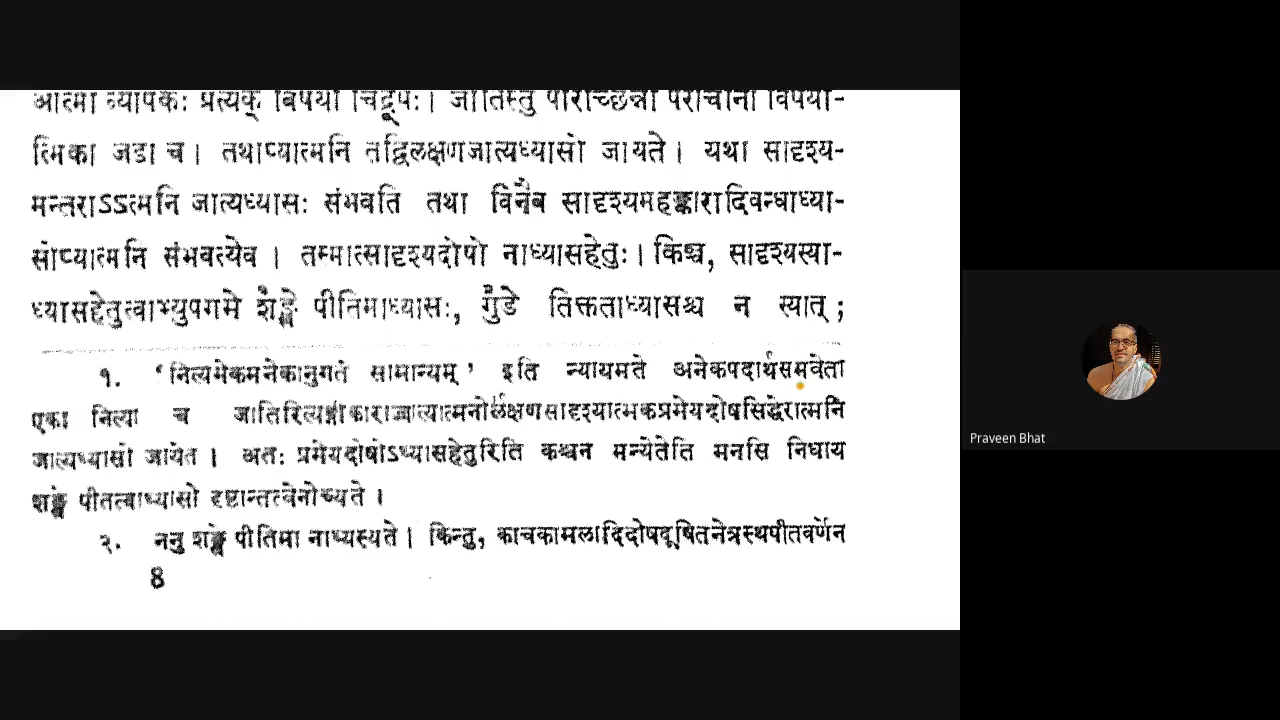 आत्मा व्यापकः प्रत्यक् विषयी चिद्रूपः। जातिस्तु परिच्छिन्ना पराचीना विषया-
त्मिका जडा च। तथाप्यात्मनि तद्विलक्षणजात्यध्यासो जायते। यथा सादृश्य-
मन्तराऽऽत्मनि जात्यध्यासः संभवति तथा विनैव सादृश्यमहङ्कारादिबन्धाध्या-
सोऽप्यात्मनि संभवत्येव। तस्मात्सादृश्यदोषो नाध्यासहेतुः। किञ्च, सादृश्यस्या-
ध्यासहेतुत्वाभ्युपगमे शङ्खे पीतिमाध्यासः, गुडे तिक्तताध्यासश्च न स्यात्;
१. 'नित्यमेकमनेकानुगतं सामान्यम्' इति न्यायमते अनेकपदार्थसमवेता
एका नित्या च जातिरित्यङ्गीकाराज्जात्यात्मनोर्लक्षणसादृश्यात्मकप्रमेयदोषसिद्धेरात्मनि
जात्यध्यासो जायेत। अतः प्रमेयदोषोऽध्यासहेतुरिति कश्चन मन्येतेति मनसि निधाय
शङ्खे पीतत्वाध्यासो दृष्टान्तत्वेनोच्यते।
२. ननु शङ्खे पीतिमा नाध्यस्यते। किन्तु, काचकामलादिदोषदूषितनेत्रस्थपीतवर्णेन
8
Praveen Bhat